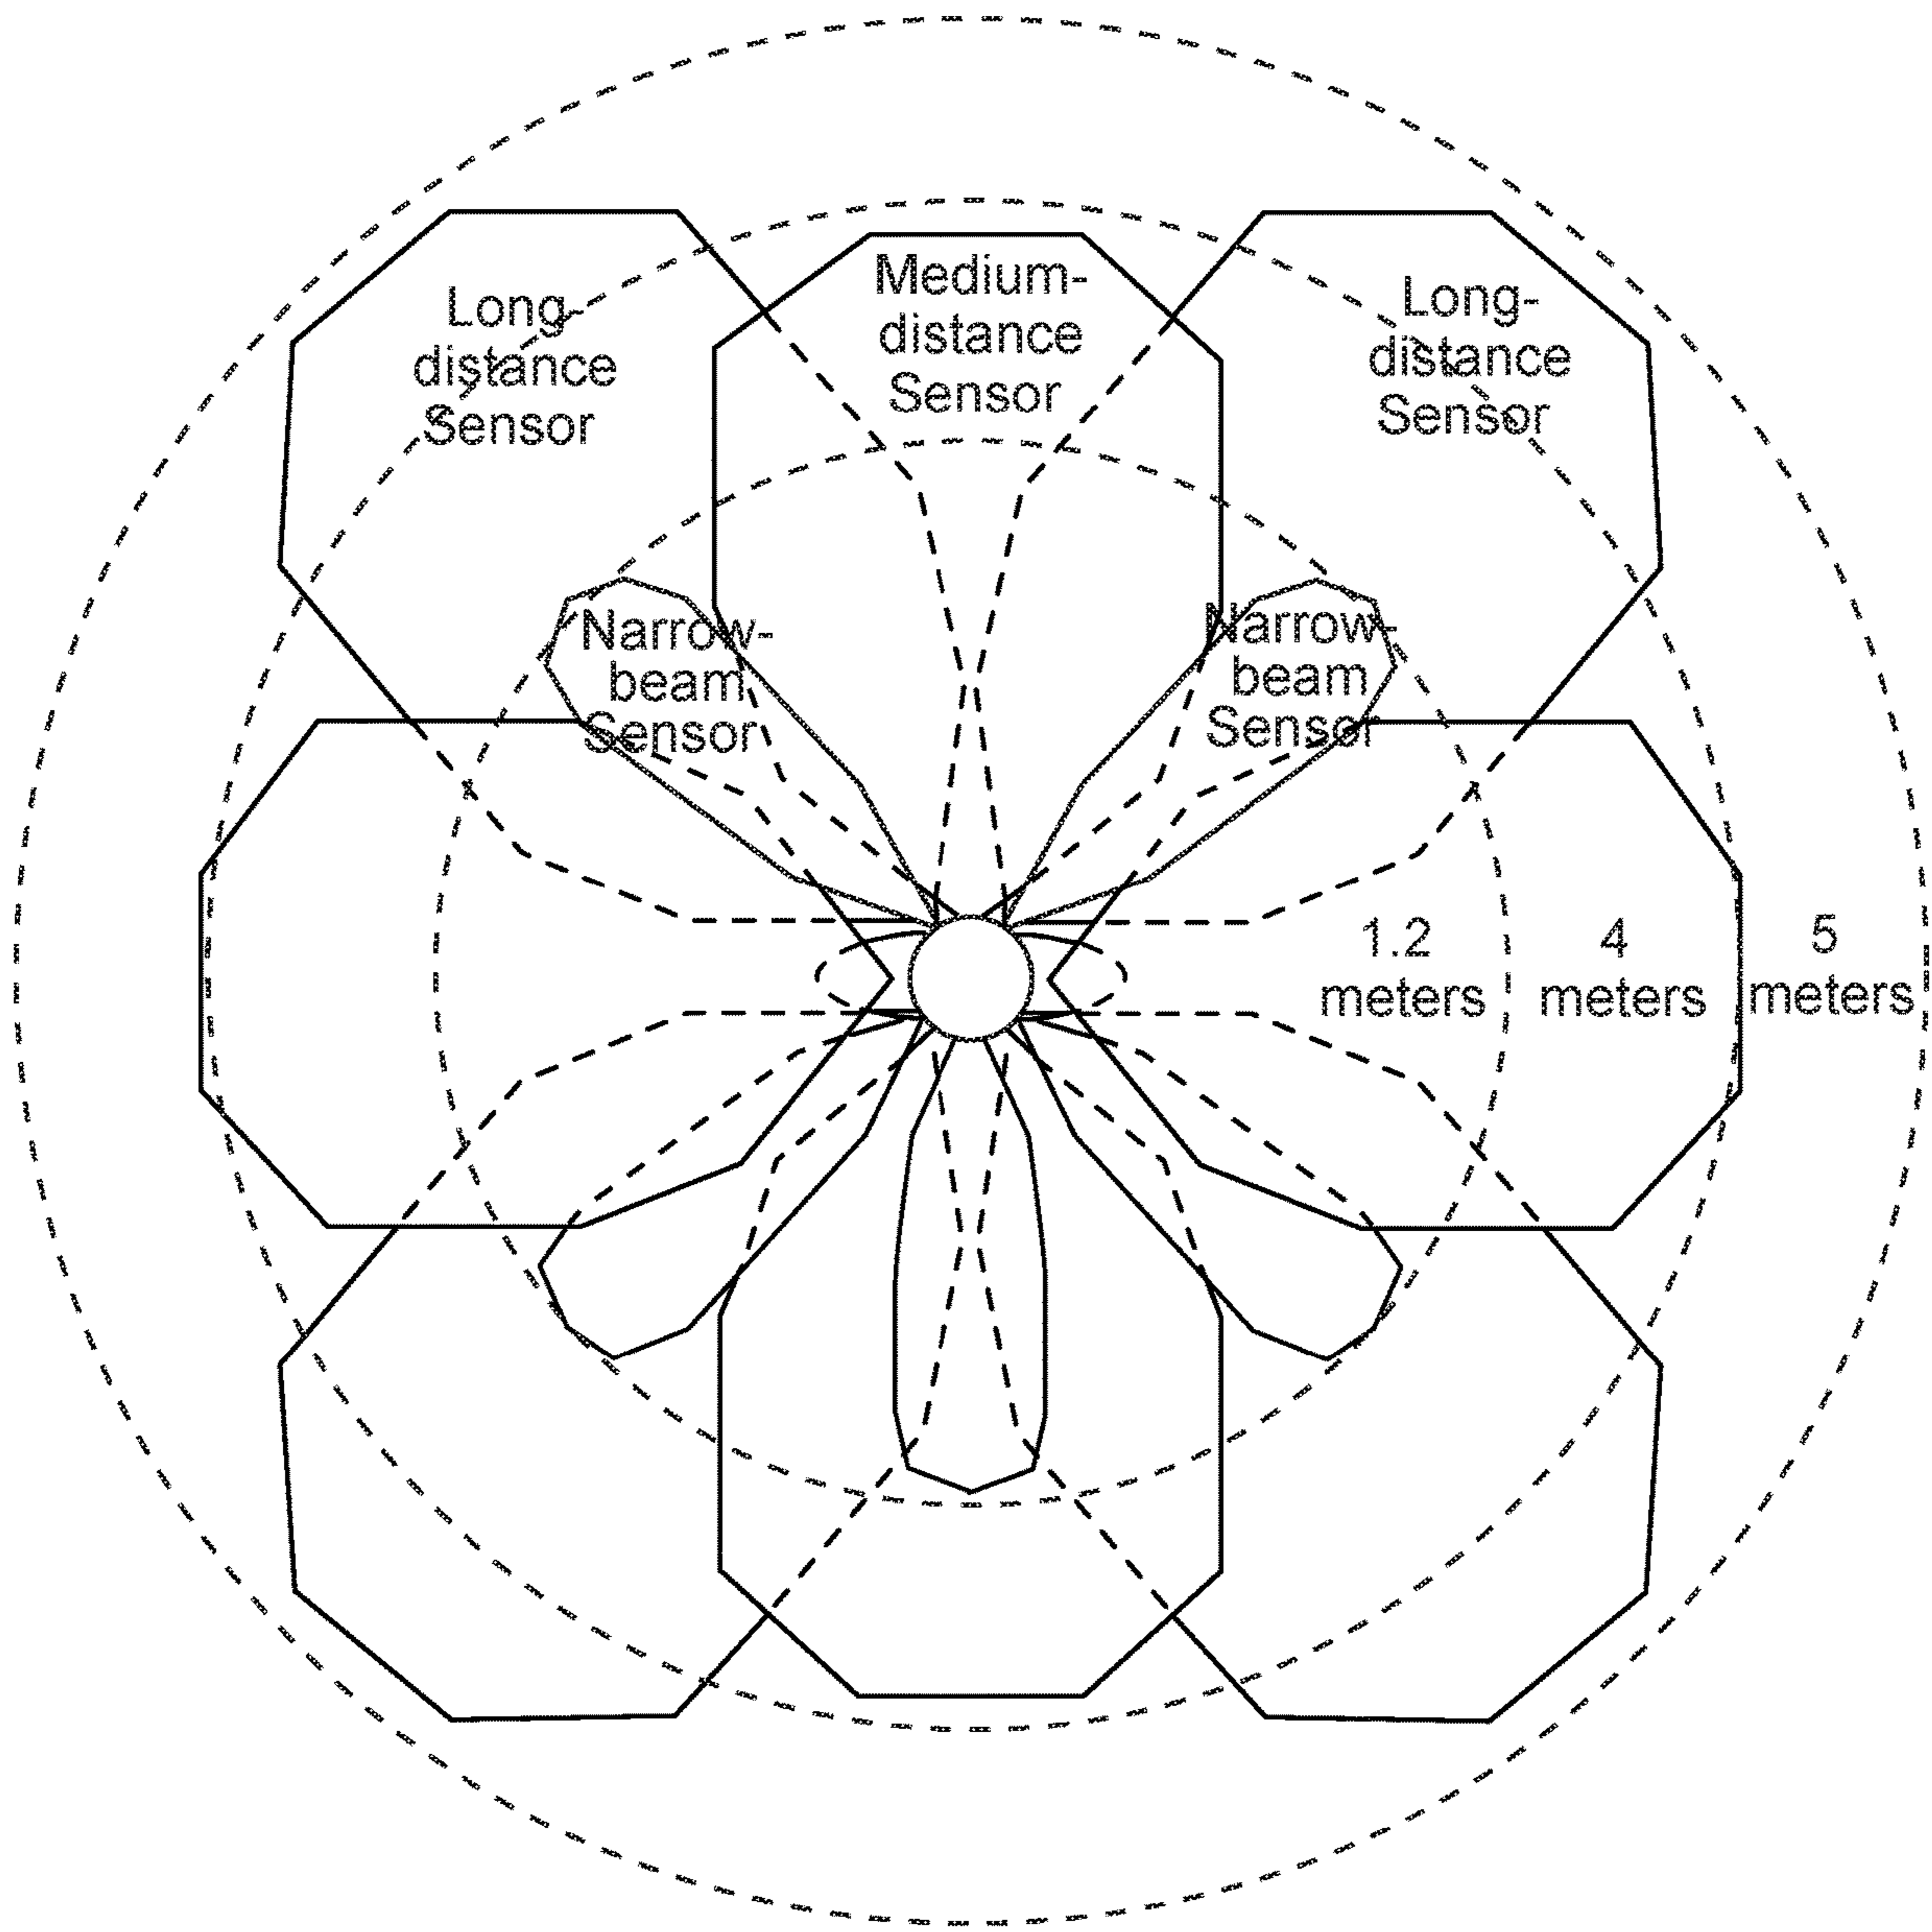 Medium-
distance
Sensor
Long-
distance
Sensor
Long-
distance
Sensor
Narrow-
beam
Sensor
Narrow-
beam
Sensor
1.2
meters
4
meters
5
meters